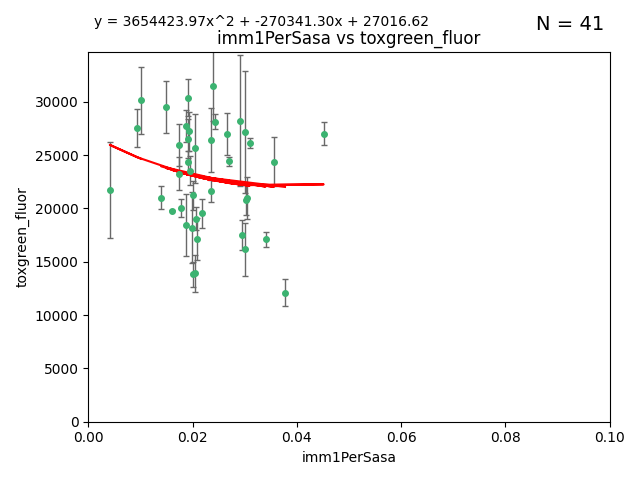 y = 3654423.97x^2 + -270341.30x + 27016.62
N = 41
imm1PerSasa vs toxgreen_fluor
30000
25000
20000
15000
10000
5000
0
toxgreen_fluor
0.00 0.02 0.04 0.06 0.08 0.10
imm1PerSasa